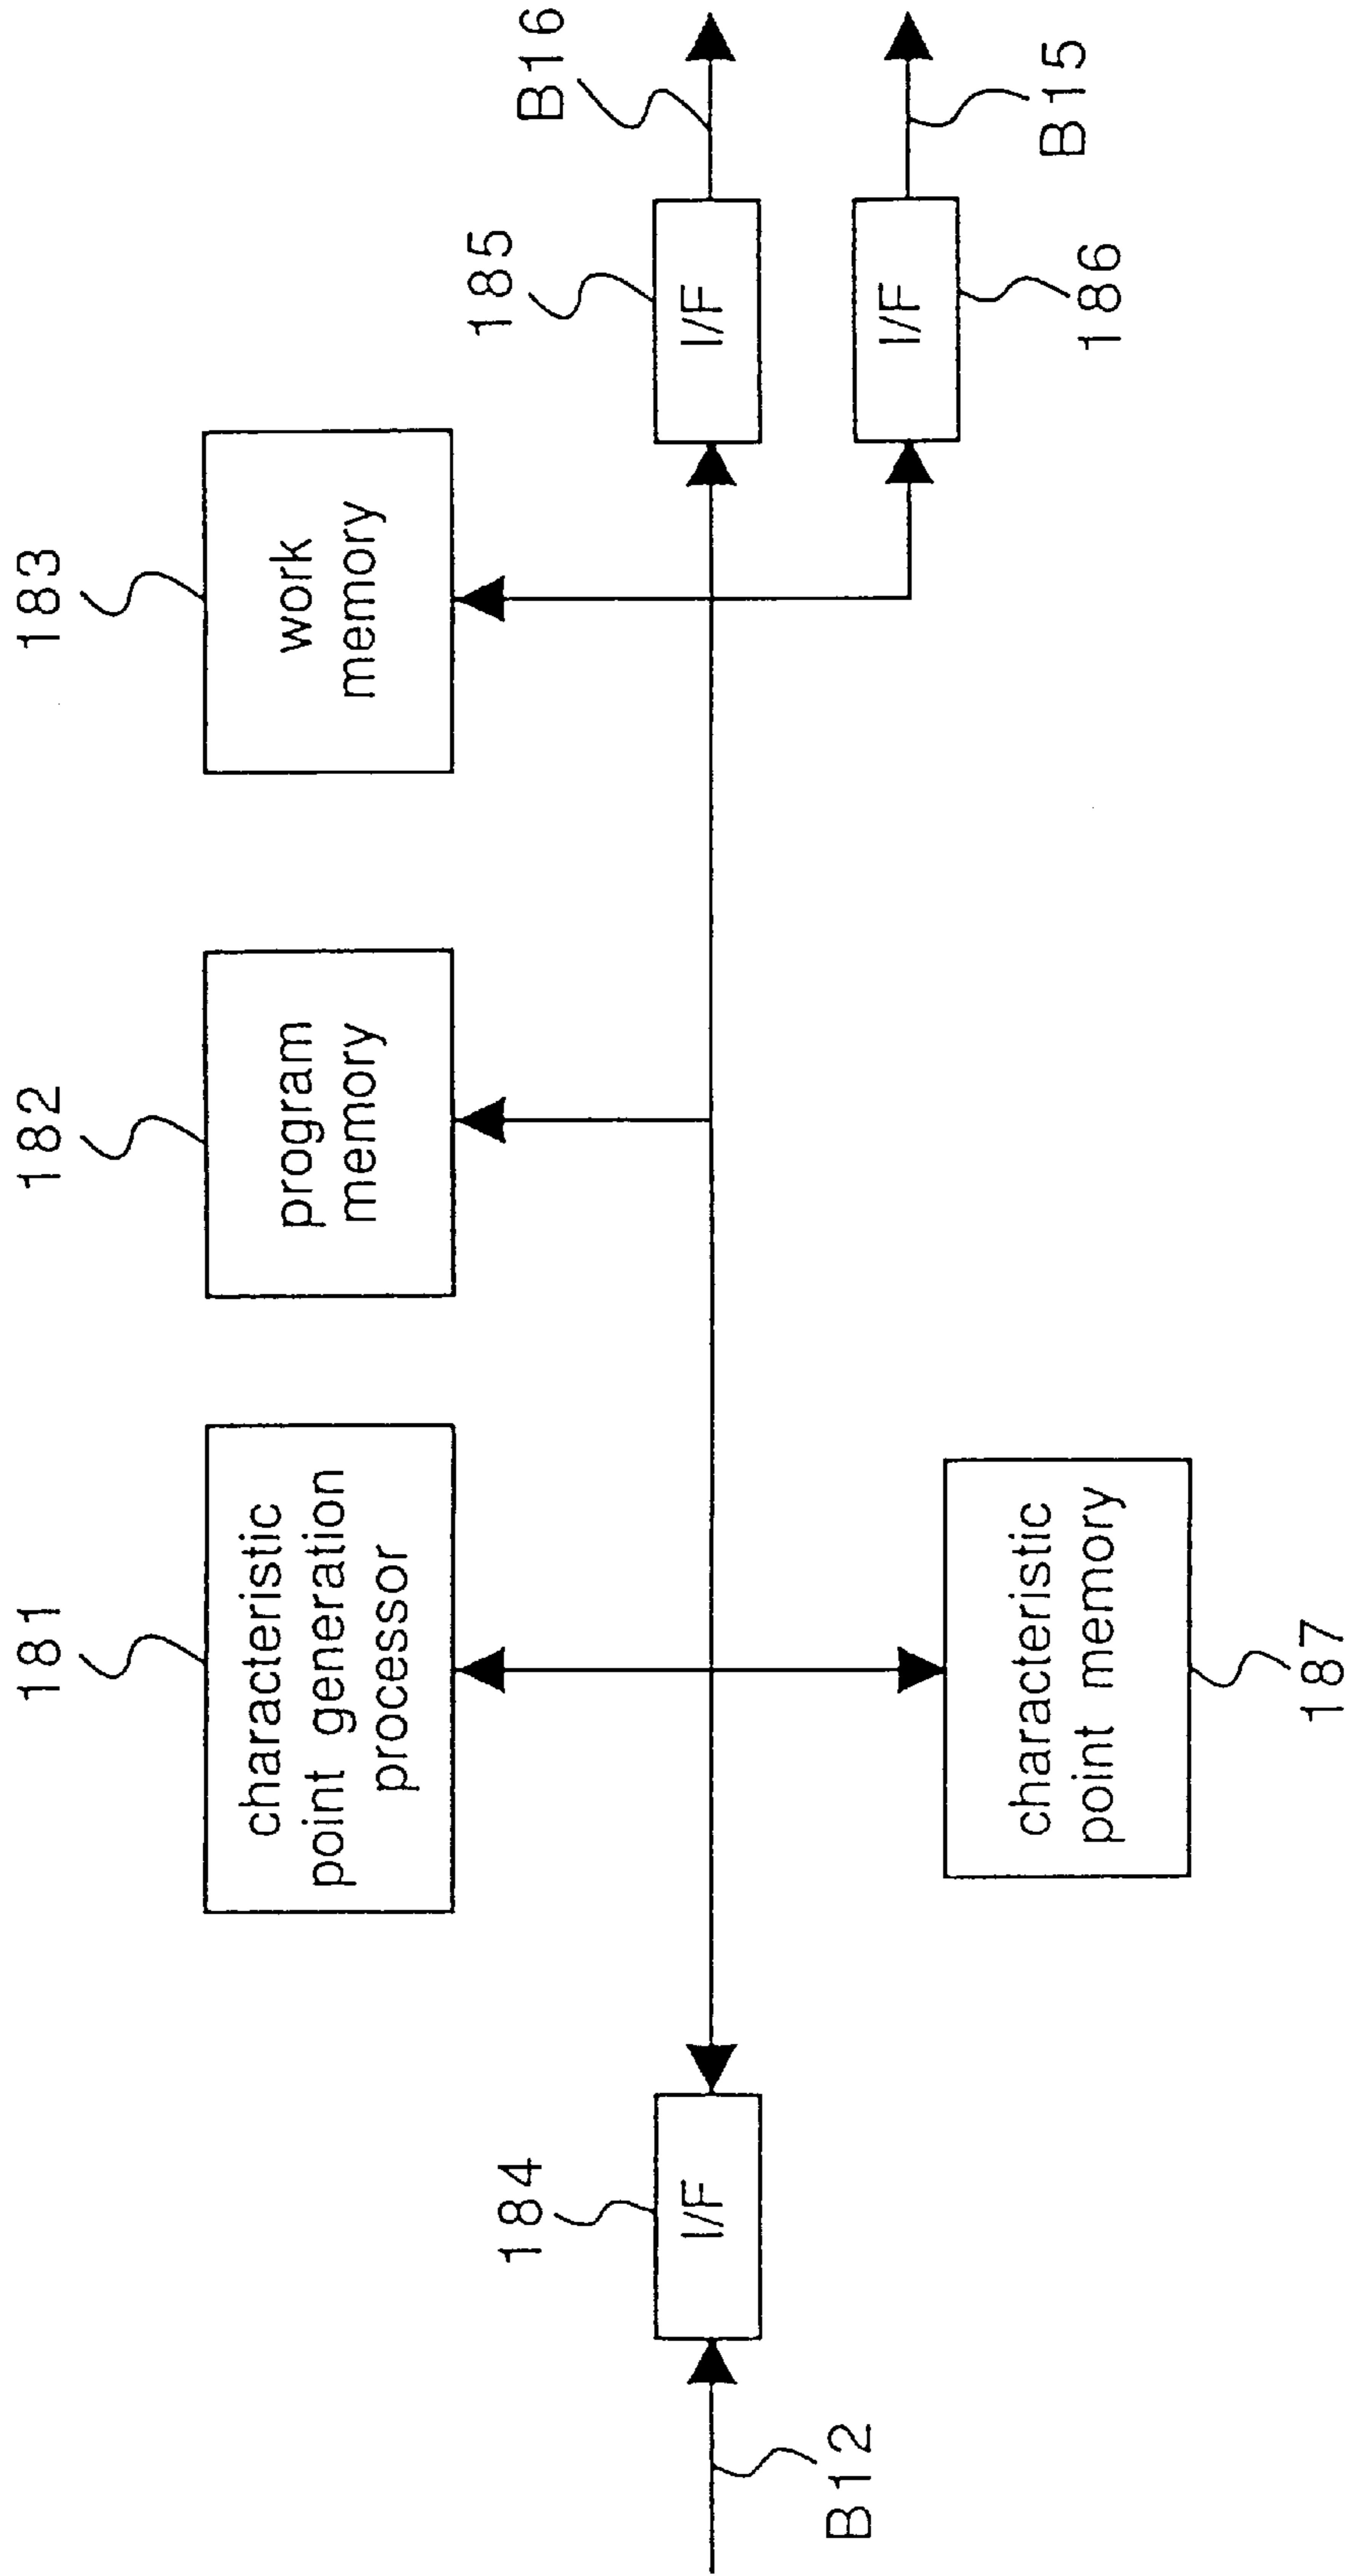 181
characteristic
point generation
processor
182
program
memory
183
work
memory
184
I/F
B12
185
I/F
B16
186
I/F
B15
characteristic
point memory
187